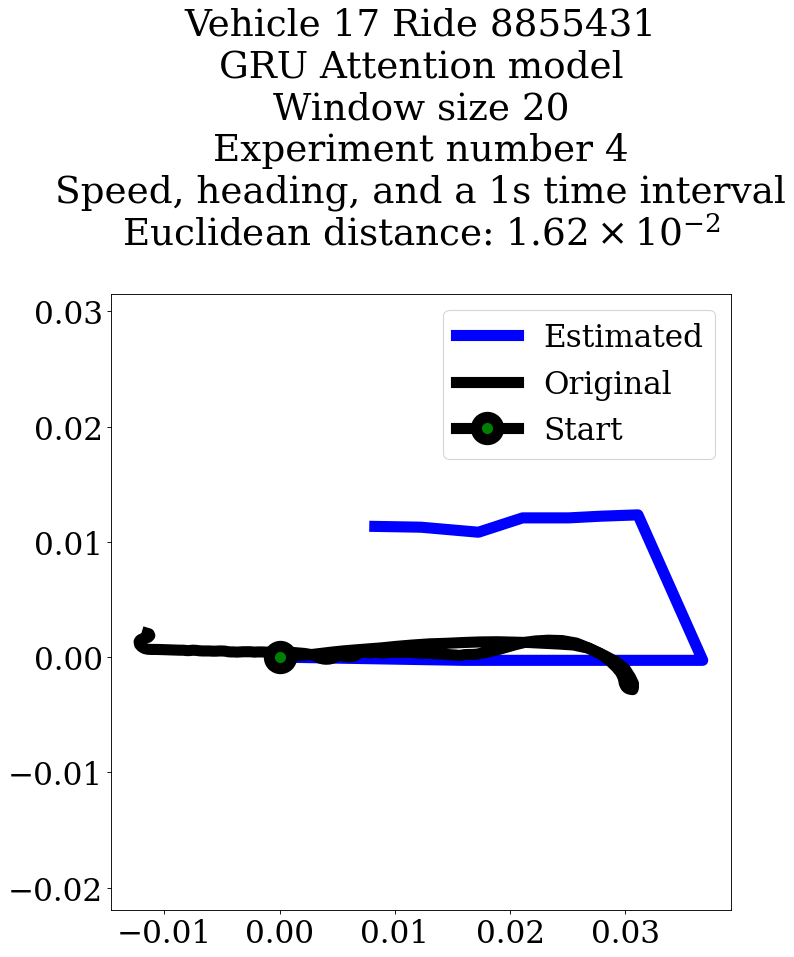 Vehicle 17 Ride 8855431
GRU Attention model
Window size 20
Experiment number 4
Speed, heading, and a 1s time interval
Euclidean distance: 1.62 × 10⁻²
Estimated
Original
Start
0.03
0.02
0.01
0.00
−0.01
−0.02
−0.01 0.00 0.01 0.02 0.03